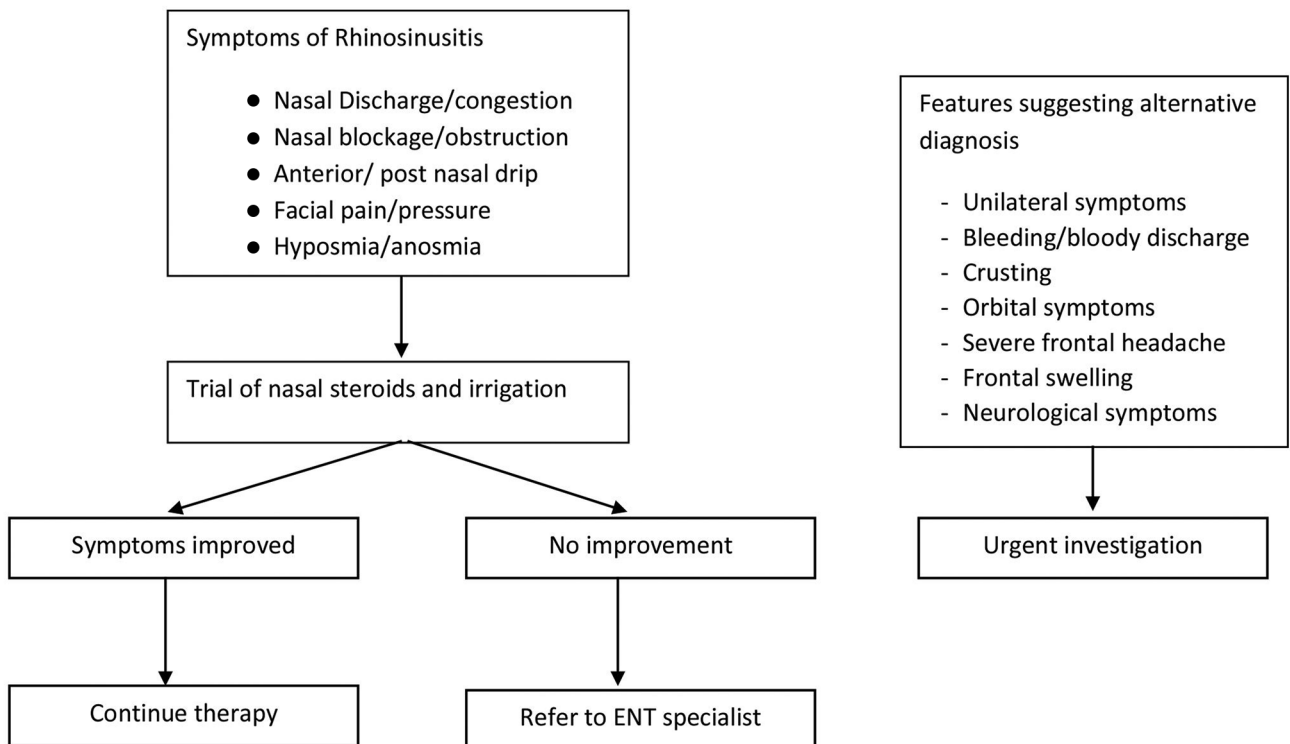 Symptoms of Rhinosinusitis
● Nasal Discharge/congestion
● Nasal blockage/obstruction
● Anterior/ post nasal drip
● Facial pain/pressure
● Hyposmia/anosmia
Trial of nasal steroids and irrigation
Symptoms improved
No improvement
Continue therapy
Refer to ENT specialist
Features suggesting alternative
diagnosis
- Unilateral symptoms
- Bleeding/bloody discharge
- Crusting
- Orbital symptoms
- Severe frontal headache
- Frontal swelling
- Neurological symptoms
Urgent investigation